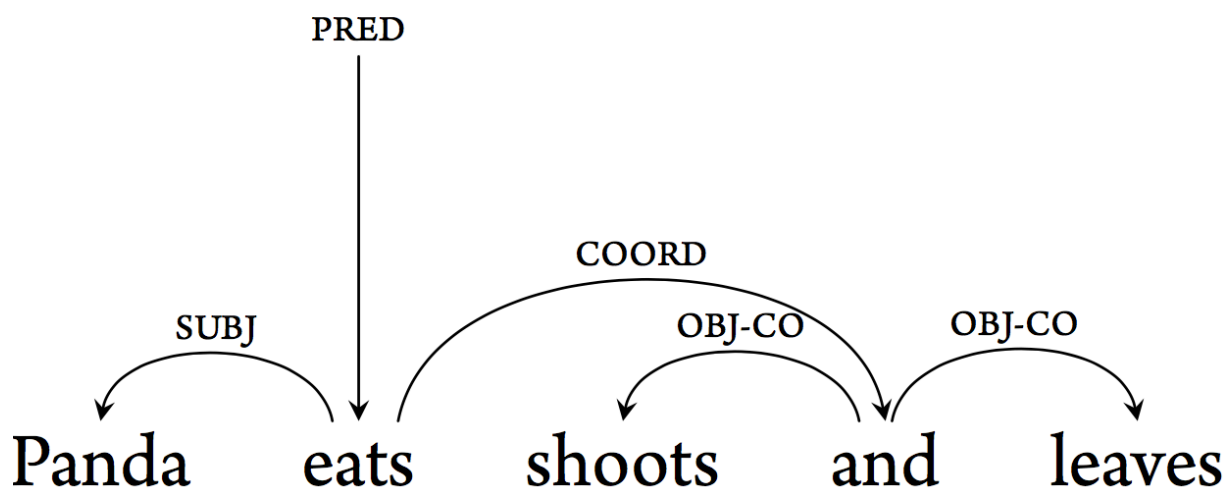 PRED
COORD
SUBJ OBJ-CO OBJ-CO
Panda eats shoots and leaves